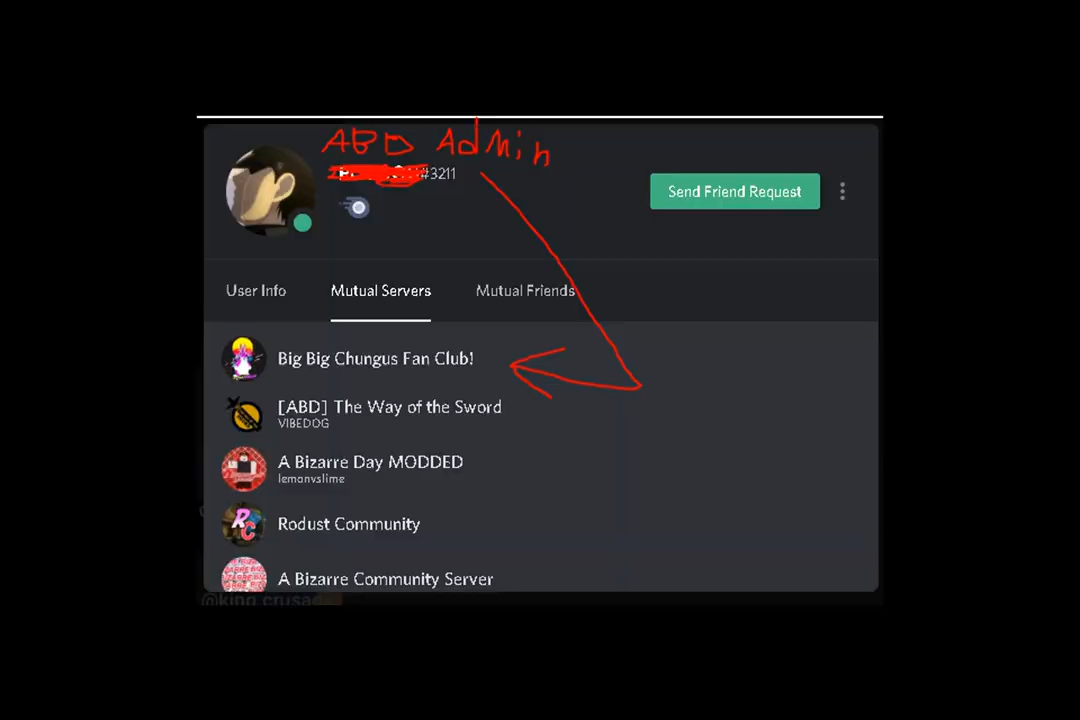 ABD Admin
#3211
Send Friend Request
User Info
Mutual Servers
Mutual Friends
Big Big Chungus Fan Club!
[ABD] The Way of the Sword
VIBEDOG
A Bizarre Day MODDED
lemonvslime
Rodust Community
A Bizarre Community Server